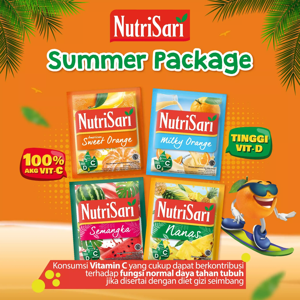 NutriSari
Summer Package
NutriSari
Sweet Orange
NutriSari
Milky Orange
100%
AKG VIT-C
TINGGI
VIT-D
NutriSari
Semangka
NutriSari
Nanas
Konsumsi Vitamin C yang cukup dapat berkontribusi
terhadap fungsi normal daya tahan tubuh
jika disertai dengan diet gizi seimbang